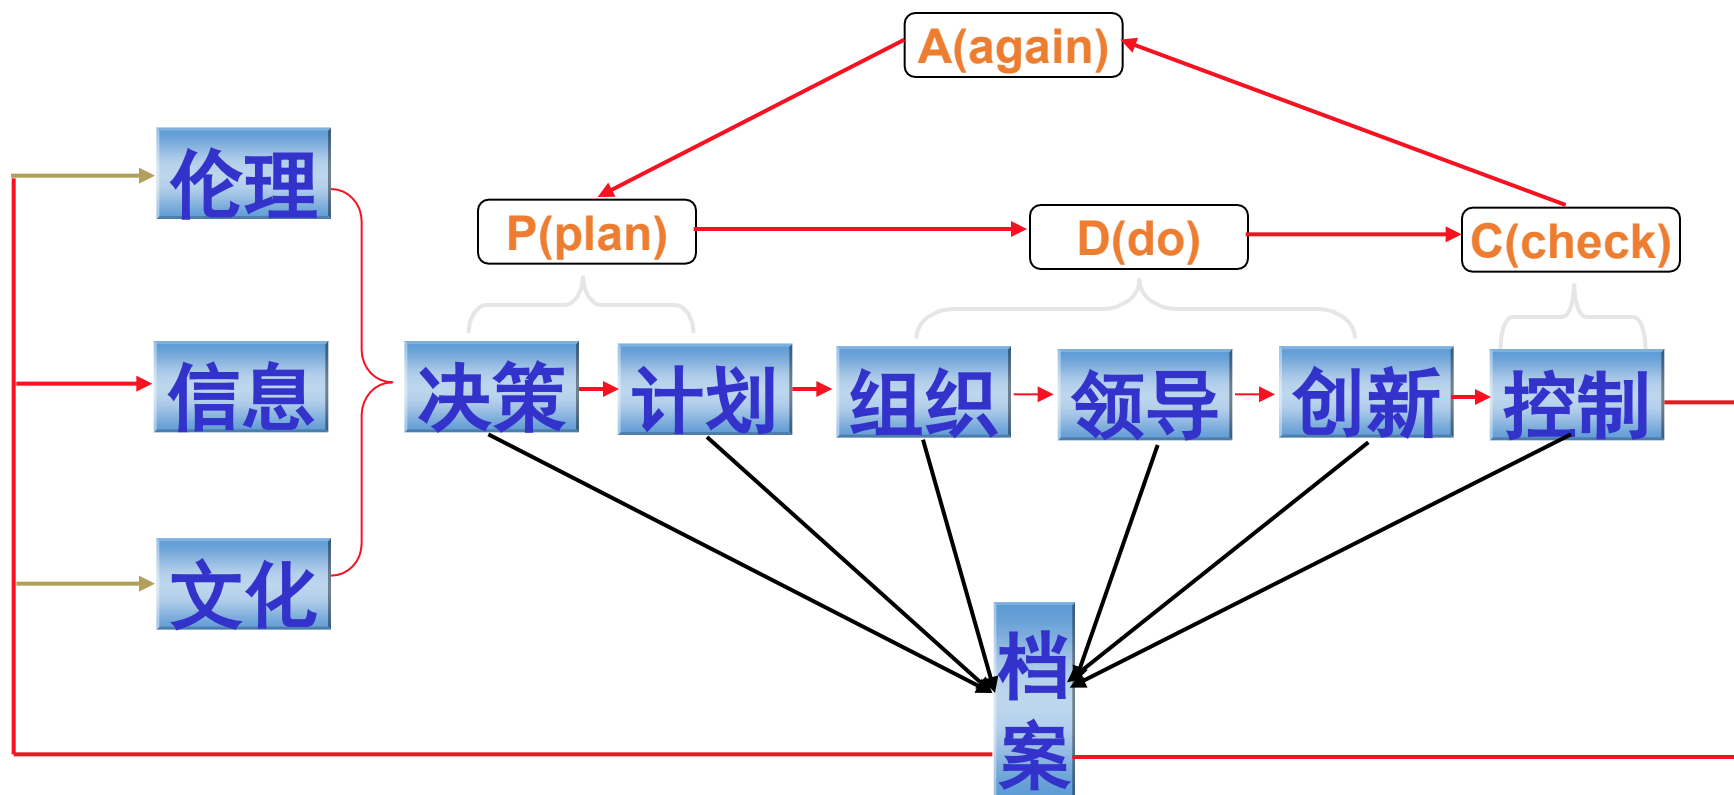 A(again)
伦理
P(plan)
D(do)
C(check)
信息
决策
计划
组织
领导
创新
控制
文化
档
案